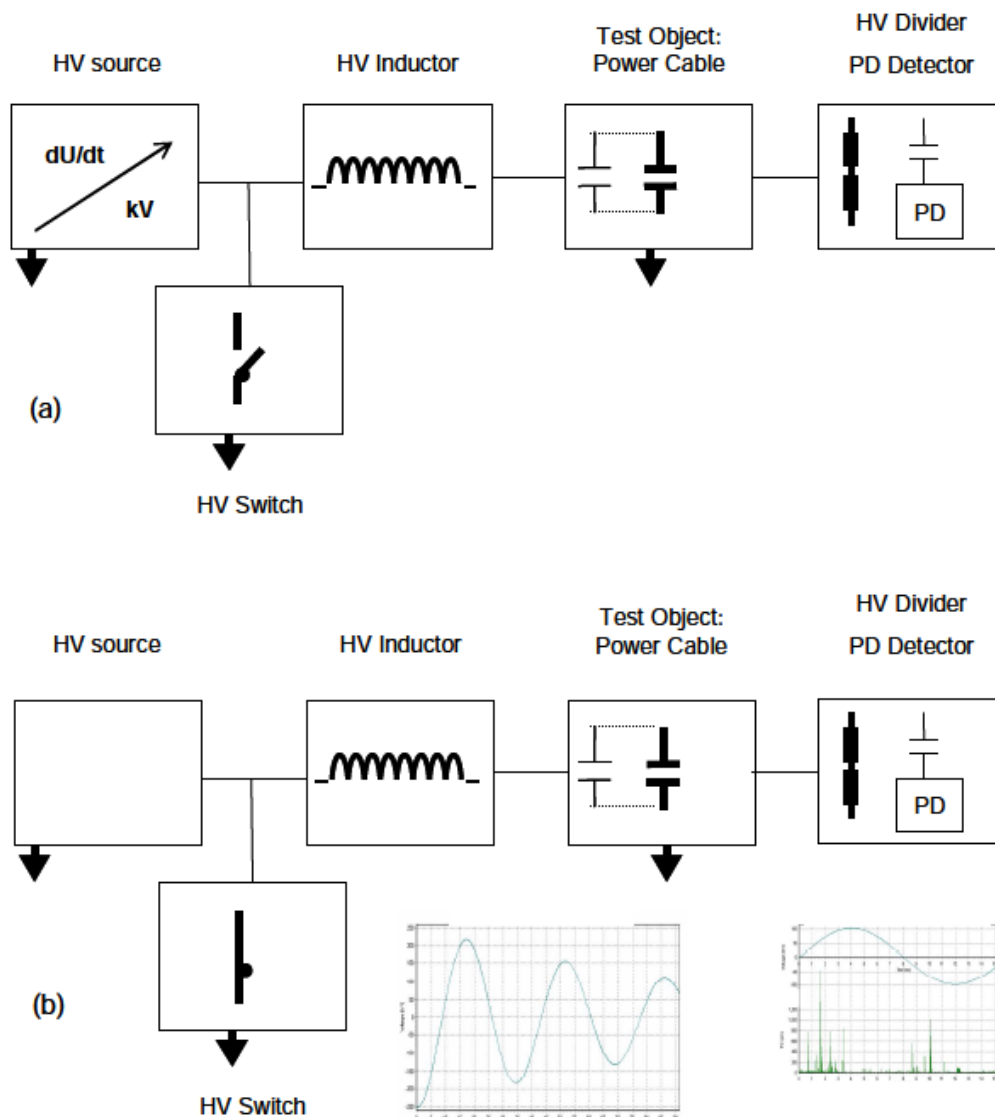 HV source
HV Inductor
Test Object:
Power Cable
HV Divider
PD Detector
dU/dt
kV
PD
(a)
HV Switch
HV source
HV Inductor
Test Object:
Power Cable
HV Divider
PD Detector
PD
(b)
HV Switch